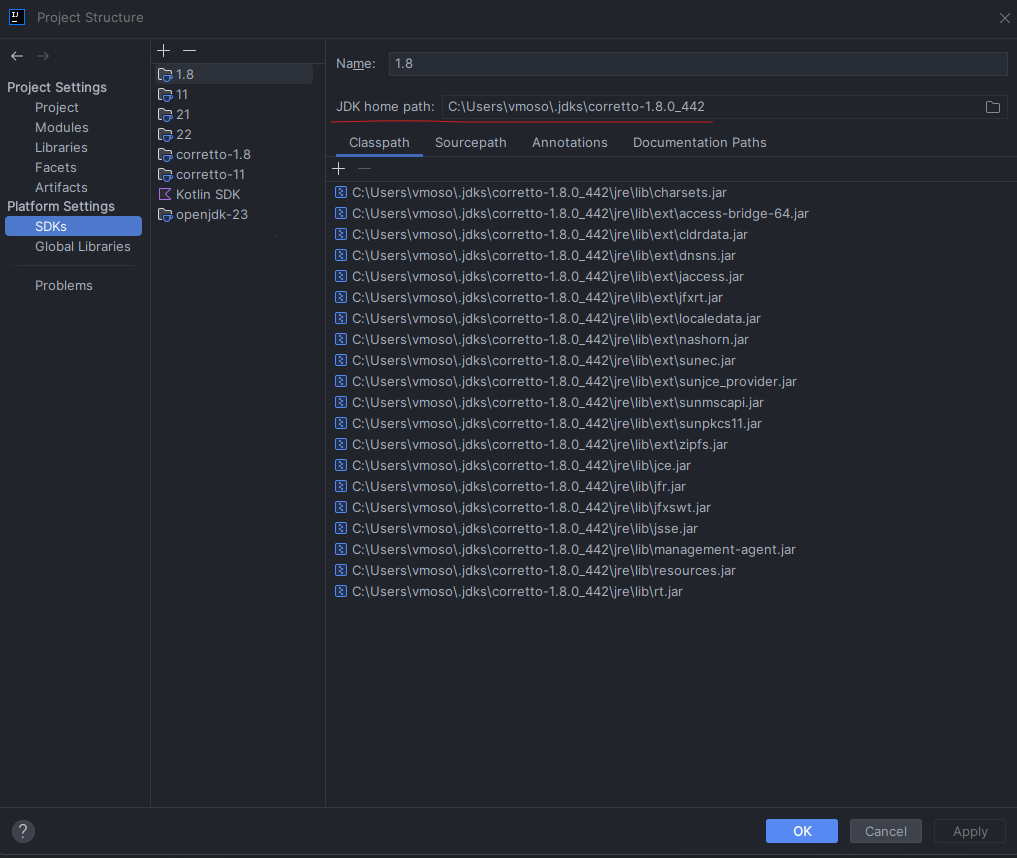 Project Structure
Project Settings
Project
Modules
Libraries
Facets
Artifacts
Platform Settings
SDKs
Global Libraries
Problems
1.8
11
21
22
corretto-1.8
corretto-11
Kotlin SDK
openjdk-23
Name: 1.8
JDK home path: C:\Users\vmoso\.jdks\corretto-1.8.0_442
Classpath Sourcepath Annotations Documentation Paths
C:\Users\vmoso\.jdks\corretto-1.8.0_442\jre\lib\charsets.jar
C:\Users\vmoso\.jdks\corretto-1.8.0_442\jre\lib\ext\access-bridge-64.jar
C:\Users\vmoso\.jdks\corretto-1.8.0_442\jre\lib\ext\cldrdata.jar
C:\Users\vmoso\.jdks\corretto-1.8.0_442\jre\lib\ext\dnsns.jar
C:\Users\vmoso\.jdks\corretto-1.8.0_442\jre\lib\ext\jaccess.jar
C:\Users\vmoso\.jdks\corretto-1.8.0_442\jre\lib\ext\jfxrt.jar
C:\Users\vmoso\.jdks\corretto-1.8.0_442\jre\lib\ext\localedata.jar
C:\Users\vmoso\.jdks\corretto-1.8.0_442\jre\lib\ext\nashorn.jar
C:\Users\vmoso\.jdks\corretto-1.8.0_442\jre\lib\ext\sunec.jar
C:\Users\vmoso\.jdks\corretto-1.8.0_442\jre\lib\ext\sunjce_provider.jar
C:\Users\vmoso\.jdks\corretto-1.8.0_442\jre\lib\ext\sunmscapi.jar
C:\Users\vmoso\.jdks\corretto-1.8.0_442\jre\lib\ext\sunpkcs11.jar
C:\Users\vmoso\.jdks\corretto-1.8.0_442\jre\lib\ext\zipfs.jar
C:\Users\vmoso\.jdks\corretto-1.8.0_442\jre\lib\jce.jar
C:\Users\vmoso\.jdks\corretto-1.8.0_442\jre\lib\jfr.jar
C:\Users\vmoso\.jdks\corretto-1.8.0_442\jre\lib\jfxswt.jar
C:\Users\vmoso\.jdks\corretto-1.8.0_442\jre\lib\jsse.jar
C:\Users\vmoso\.jdks\corretto-1.8.0_442\jre\lib\management-agent.jar
C:\Users\vmoso\.jdks\corretto-1.8.0_442\jre\lib\resources.jar
C:\Users\vmoso\.jdks\corretto-1.8.0_442\jre\lib\rt.jar
? OK Cancel Apply